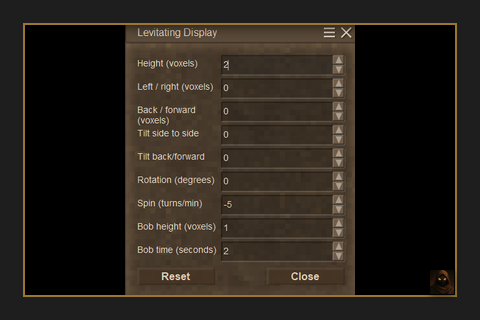 Levitating Display
Height (voxels) 2
Left / right (voxels) 0
Back / forward (voxels) 0
Tilt side to side 0
Tilt back/forward 0
Rotation (degrees) 0
Spin (turns/min) -5
Bob height (voxels) 1
Bob time (seconds) 2
Reset Close